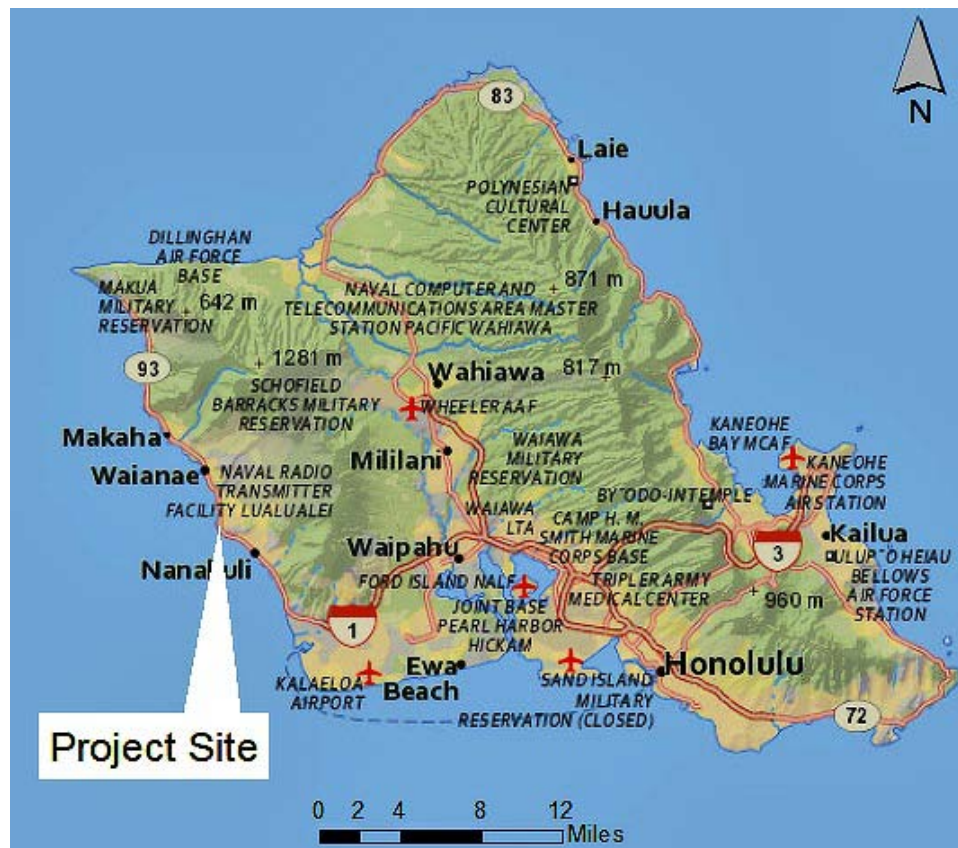 83
N
Laie
POLYNESIAN
CULTURAL
CENTER
Hauula
DILLINGHAN
AIR FORCE
BASE
MAKUA
MILITARY
RESERVATION
642 m
871 m
NAVAL COMPUTER AND
TELECOMMUNICATIONS AREA MASTER
STATION PACIFIC WAHIAWA
93
1281 m
817 m
SCHOFIELD
BARRACKS MILITARY
RESERVATION
Wahiawa
WHEELER AAF
Makaha
Waianae
NAVAL RADIO
TRANSMITTER
FACILITY LUALUALEI
Mililani
WAIAWA
MILITARY
RESERVATION
KANEOHE
BAY MCAF
KANEOHE
MARINE CORPS
AIR STATION
BYODO-IN TEMPLE
WAIAWA
LTA
CAMP H. M.
SMITH MARINE
CORPS BASE
3
Kailua
ULUPO HEIAU
BELLOWS
AIR FORCE
STATION
Nanakuli
Waipahu
FORD ISLAND NALF
TRIPLER ARMY
MEDICAL CENTER
960 m
JOINT BASE
PEARL HARBOR
HICKAM
1
KALAELOA
AIRPORT
Ewa
Beach
SAND ISLAND
MILITARY
RESERVATION (CLOSED)
Honolulu
72
Project Site
0 2 4 8 12
Miles